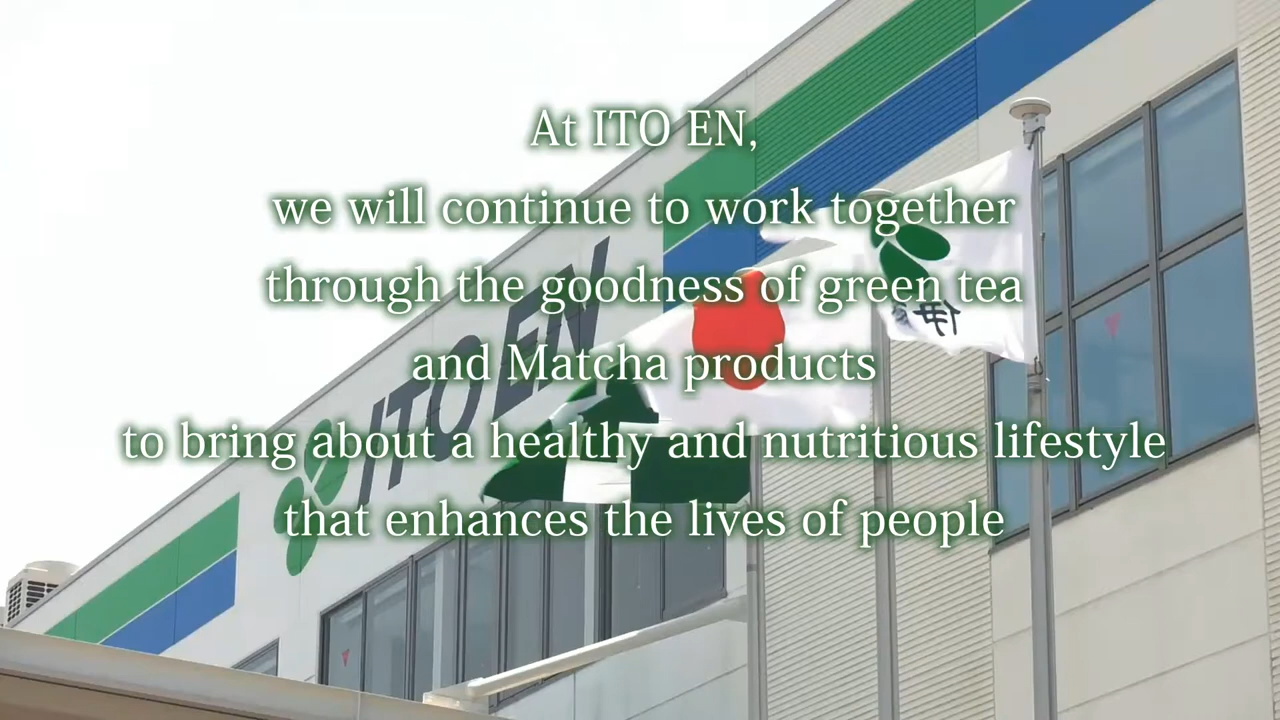 At ITO EN,
we will continue to work together
through the goodness of green tea
and Matcha products
to bring about a healthy and nutritious lifestyle
that enhances the lives of people
ITO EN
伊